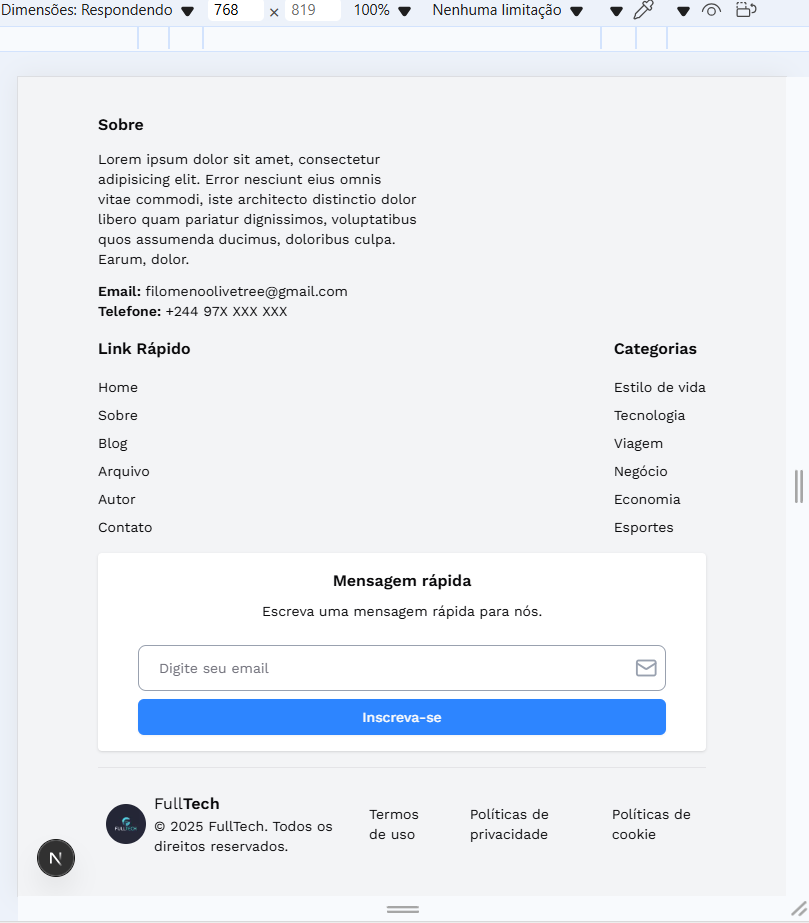 Dimensões: Respondendo 768 × 819 100% Nenhuma limitação
Sobre
Lorem ipsum dolor sit amet, consectetur
adipisicing elit. Error nesciunt eius omnis
vitae commodi, iste architecto distinctio dolor
libero quam pariatur dignissimos, voluptatibus
quos assumenda ducimus, doloribus culpa.
Earum, dolor.
Email: filomenoolivetree@gmail.com
Telefone: +244 97X XXX XXX
Link Rápido
Home
Sobre
Blog
Arquivo
Autor
Contato
Categorias
Estilo de vida
Tecnologia
Viagem
Negócio
Economia
Esportes
Mensagem rápida
Escreva uma mensagem rápida para nós.
Digite seu email
Inscreva-se
FULLTECH
FullTech
© 2025 FullTech. Todos os
direitos reservados.
Termos
de uso
Políticas de
privacidade
Políticas de
cookie
N